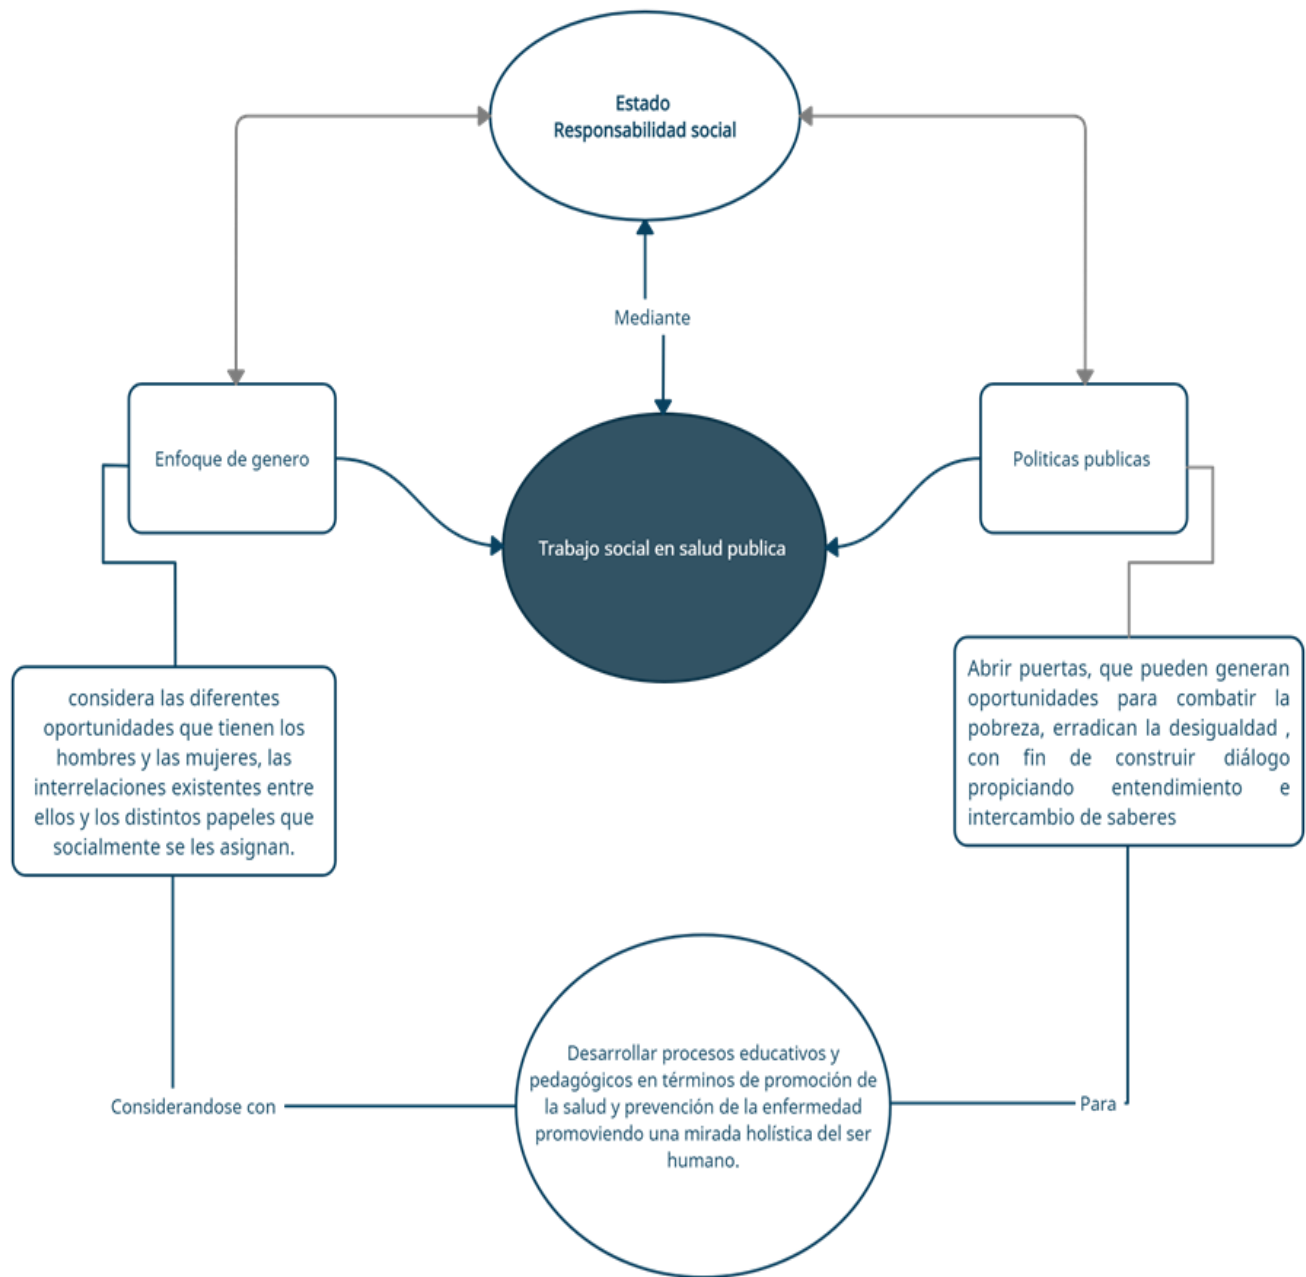 Estado
Responsabilidad social
Mediante
Enfoque de genero
Politicas publicas
Trabajo social en salud publica
considera las diferentes
oportunidades que tienen los
hombres y las mujeres, las
interrelaciones existentes entre
ellos y los distintos papeles que
socialmente se les asignan.
Abrir puertas, que pueden generan
oportunidades para combatir la
pobreza, erradican la desigualdad ,
con fin de construir diálogo
propiciando entendimiento e
intercambio de saberes
Desarrollar procesos educativos y
pedagógicos en términos de promoción de
la salud y prevención de la enfermedad
promoviendo una mirada holística del ser
humano.
Considerandose con
Para